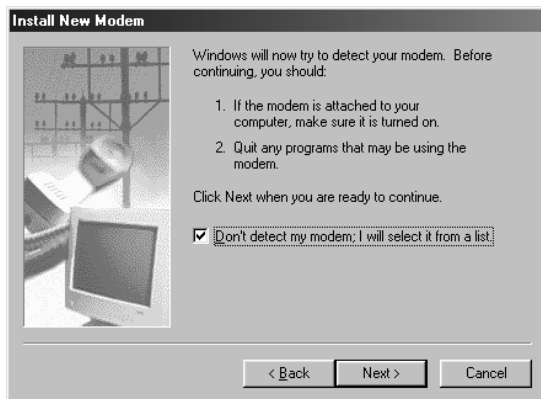 Install New Modem
Windows will now try to detect your modem. Before
continuing, you should:
1. If the modem is attached to your
computer, make sure it is turned on.
2. Quit any programs that may be using the
modem.
Click Next when you are ready to continue.
Don't detect my modem; I will select it from a list.
< Back
Next >
Cancel